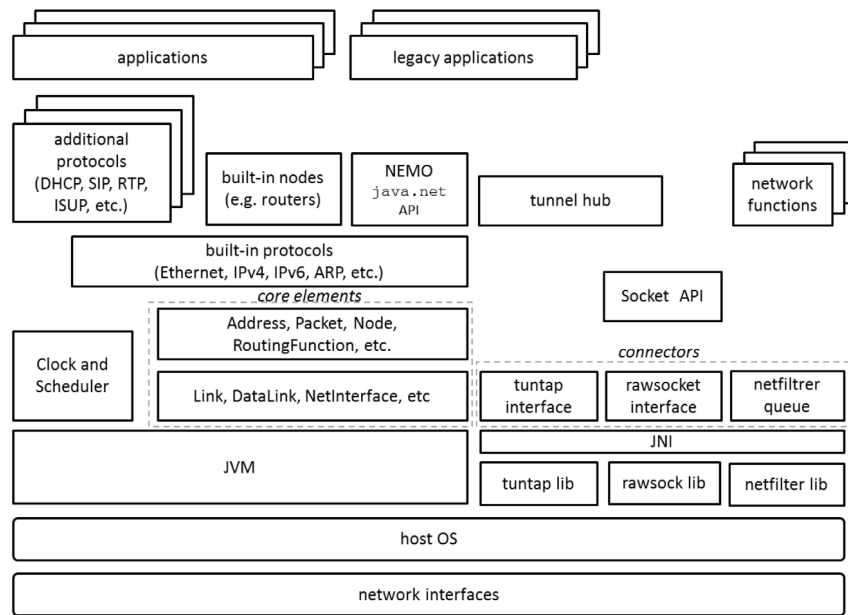 applications
legacy applications
additional
protocols
(DHCP, SIP, RTP,
ISUP, etc.)
built-in nodes
(e.g. routers)
NEMO
java.net
API
tunnel hub
network
functions
built-in protocols
(Ethernet, IPv4, IPv6, ARP, etc.)
core elements
Socket API
Address, Packet, Node,
RoutingFunction, etc.
Clock and
Scheduler
connectors
Link, DataLink, NetInterface, etc
tuntap
interface
rawsocket
interface
netfiltrer
queue
JVM
JNI
tuntap lib
rawsock lib
netfilter lib
host OS
network interfaces